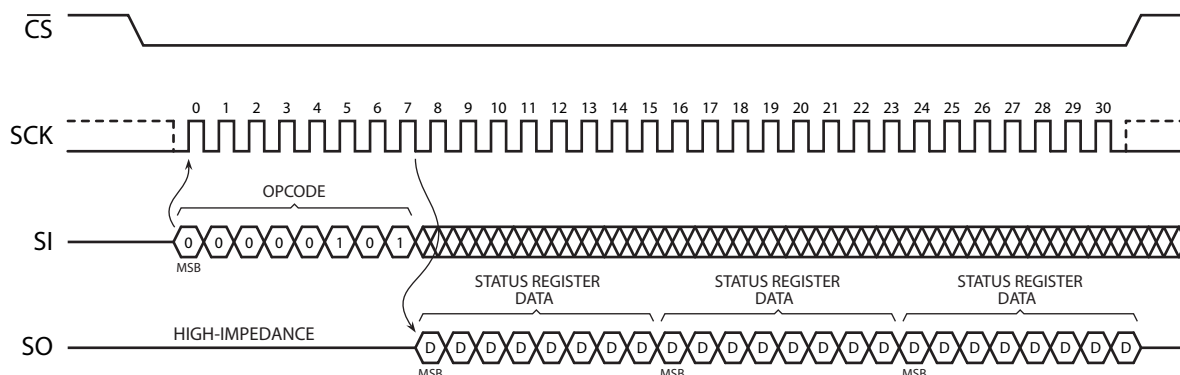 CS
0 1 2 3 4 5 6 7 8 9 10 11 12 13 14 15 16 17 18 19 20 21 22 23 24 25 26 27 28 29 30
SCK
OPCODE
SI
0 0 0 0 0 1 0 1
MSB
STATUS REGISTER DATA
STATUS REGISTER DATA
STATUS REGISTER DATA
HIGH-IMPEDANCE
SO
D D D D D D D D D D D D D D D D D D D D D D D D
MSB MSB MSB